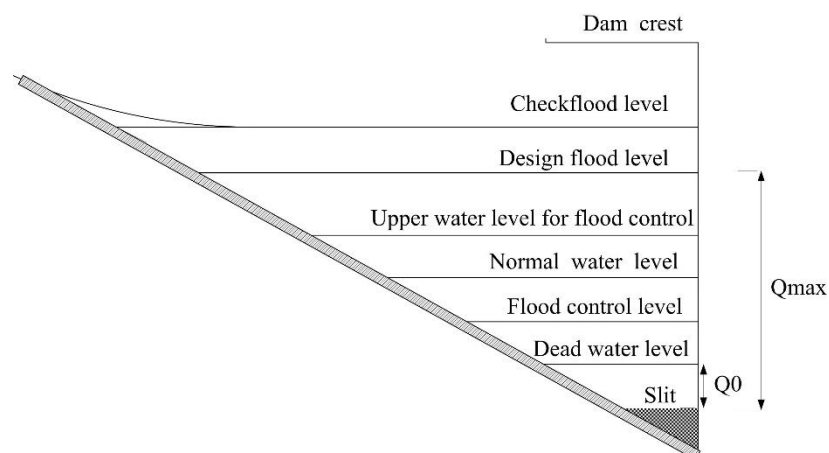 Dam crest
Checkflood level
Design flood level
Upper water level for flood control
Normal water level
Qmax
Flood control level
Dead water level
Q0
Slit